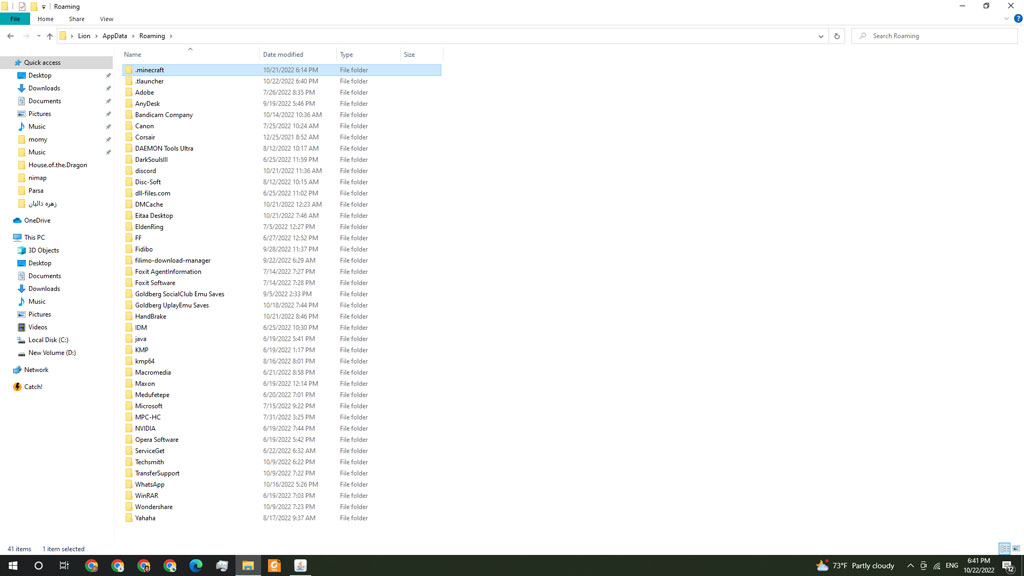 Roaming
File Home Share View
Lion AppData Roaming Search Roaming
Name Date modified Type Size
Quick access
Desktop
Downloads
Documents
Pictures
Music
momy
Music
House.of.the.Dragon
nimap
Parsa
زهره دالیان
OneDrive
This PC
3D Objects
Desktop
Documents
Downloads
Music
Pictures
Videos
Local Disk (C:)
New Volume (D:)
Network
Catch!
.minecraft 10/21/2022 6:14 PM File folder
.tlauncher 10/22/2022 6:40 PM File folder
Adobe 7/26/2022 8:35 PM File folder
AnyDesk 9/19/2022 5:46 PM File folder
Bandicam Company 10/14/2022 10:36 AM File folder
Canon 7/25/2022 10:24 AM File folder
Corsair 12/25/2021 8:52 AM File folder
DAEMON Tools Ultra 8/12/2022 10:17 AM File folder
DarkSoulsIII 6/25/2022 11:59 PM File folder
discord 10/21/2022 11:36 AM File folder
Disc-Soft 8/12/2022 10:15 AM File folder
dll-files.com 6/25/2022 11:02 PM File folder
DMCache 10/21/2022 12:23 AM File folder
Eitaa Desktop 10/21/2022 7:46 AM File folder
EldenRing 7/5/2022 12:27 PM File folder
FF 6/27/2022 12:52 PM File folder
Fidibo 9/28/2022 11:37 PM File folder
filimo-download-manager 9/22/2022 6:29 AM File folder
Foxit AgentInformation 7/14/2022 7:27 PM File folder
Foxit Software 7/14/2022 7:28 PM File folder
Goldberg SocialClub Emu Saves 9/5/2022 2:33 PM File folder
Goldberg UplayEmu Saves 10/18/2022 7:44 PM File folder
HandBrake 10/21/2022 8:46 PM File folder
IDM 6/25/2022 10:30 PM File folder
java 6/19/2022 5:41 PM File folder
KMP 6/19/2022 1:17 PM File folder
kmp64 8/16/2022 8:01 PM File folder
Macromedia 6/21/2022 8:58 PM File folder
Maxon 6/19/2022 12:14 PM File folder
Medufetepe 6/20/2022 7:01 PM File folder
Microsoft 7/15/2022 9:22 PM File folder
MPC-HC 7/31/2022 3:25 PM File folder
NVIDIA 6/19/2022 7:44 PM File folder
Opera Software 6/19/2022 5:42 PM File folder
ServiceGet 6/22/2022 6:32 AM File folder
Techsmith 10/9/2022 6:22 PM File folder
TransferSupport 10/9/2022 7:22 PM File folder
WhatsApp 10/16/2022 5:26 PM File folder
WinRAR 6/19/2022 7:03 PM File folder
Wondershare 10/9/2022 7:23 PM File folder
Yahaha 8/17/2022 9:37 AM File folder
41 items 1 item selected
73°F Partly cloudy ENG 6:41 PM
10/22/2022
12